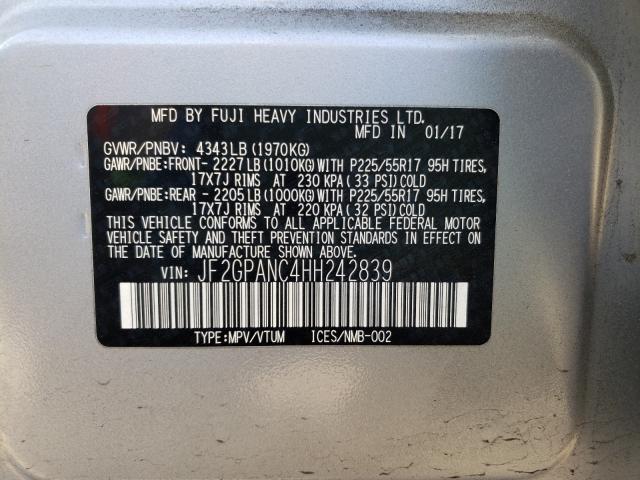 MFD BY FUJI HEAVY INDUSTRIES LTD.
MFD IN 01/17
GVWR/PNBV: 4343LB(1970KG)
GAWR/PNBE:FRONT- 2227LB(1010KG)WITH P225/55R17 95H TIRES,
17X7J RIMS AT 230 KPA(33 PSI)COLD
GAWR/PNBE:REAR - 2205LB(1000KG)WITH P225/55R17 95H TIRES,
17X7J RIMS AT 220 KPA(32 PSI)COLD
THIS VEHICLE CONFORMS TO ALL APPLICABLE FEDERAL MOTOR
VEHICLE SAFETY AND THEFT PREVENTION STANDARDS IN EFFECT ON
THE DATE OF MANUFACTURE SHOWN ABOVE.
VIN: JF2GPANC4HH242839
TYPE:MPV/VTUM ICES/NMB-002